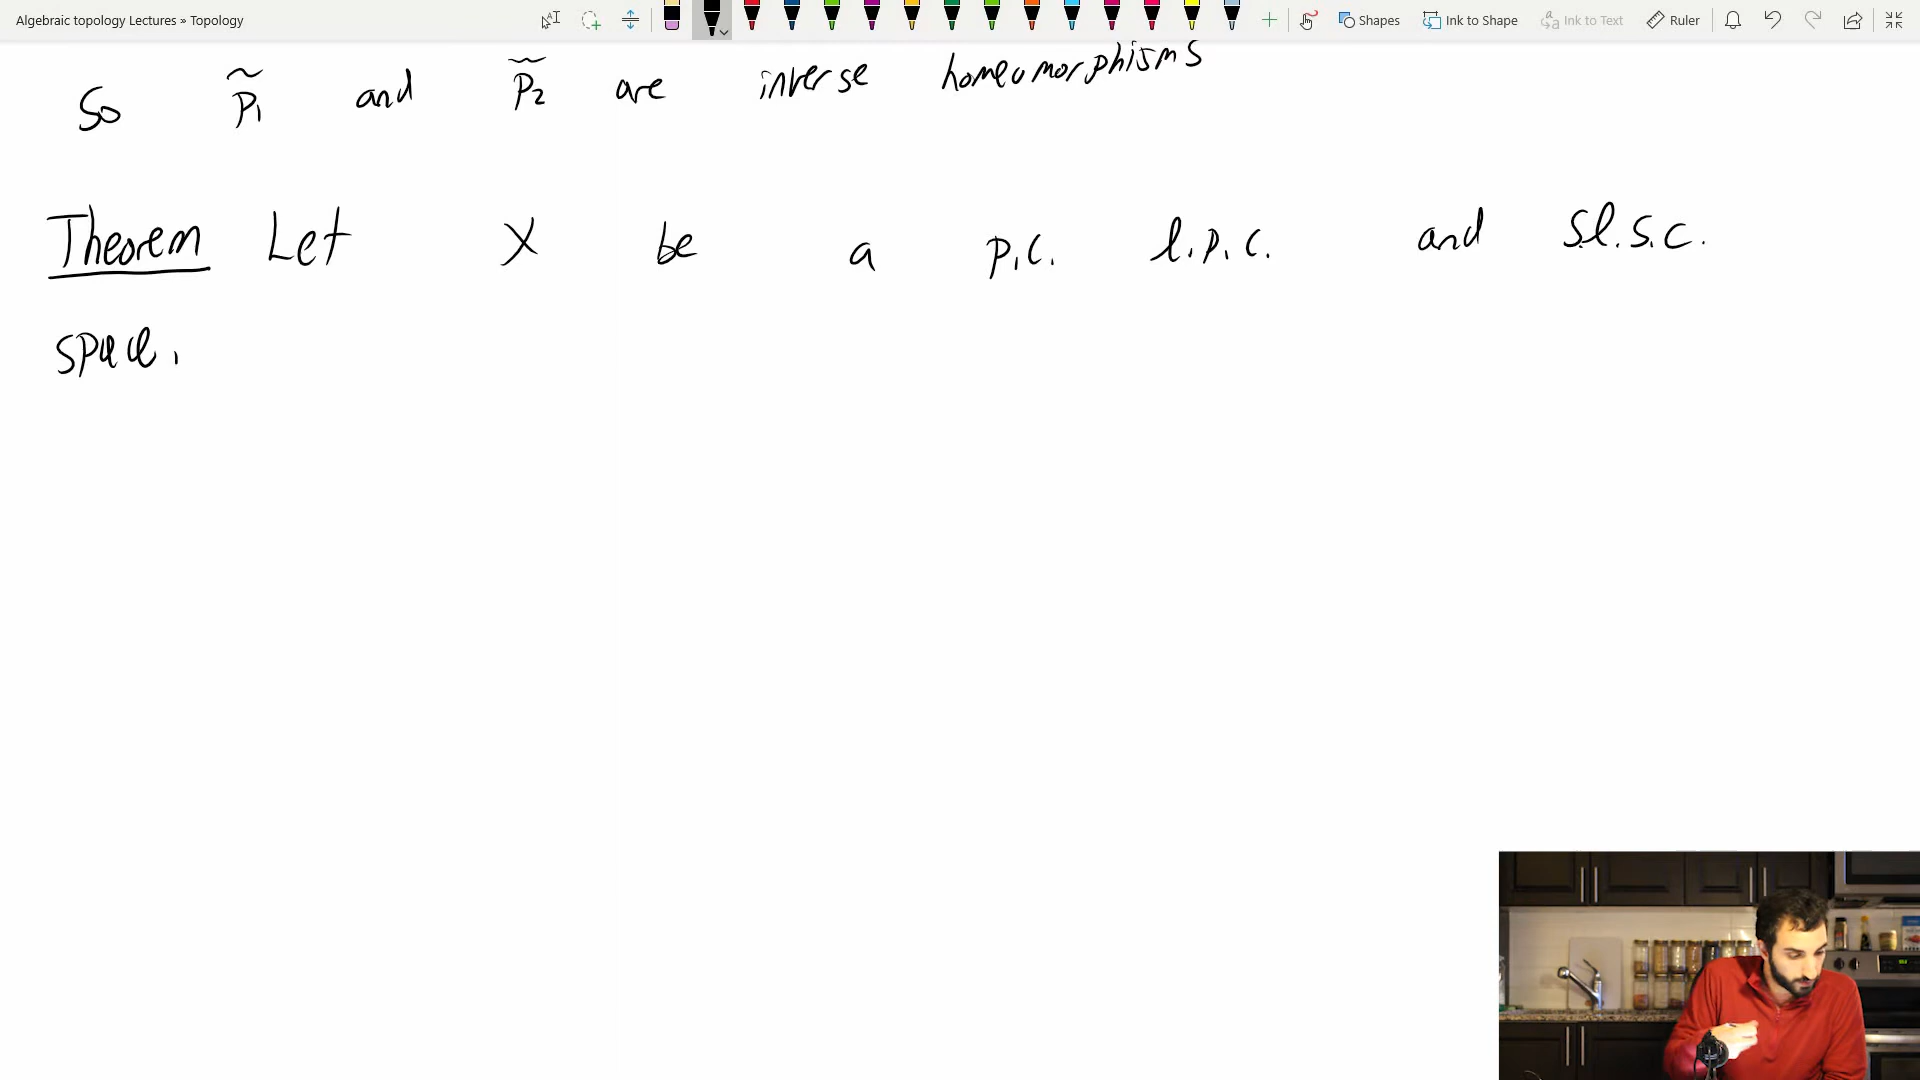 Algebraic topology Lectures » Topology
Shapes Ink to Shape Ink to Text Ruler
So p̃₁ and p̃₂ are inverse homeomorphisms
Theorem Let X be a p.c. l.p.c. and s.l.s.c.
space.